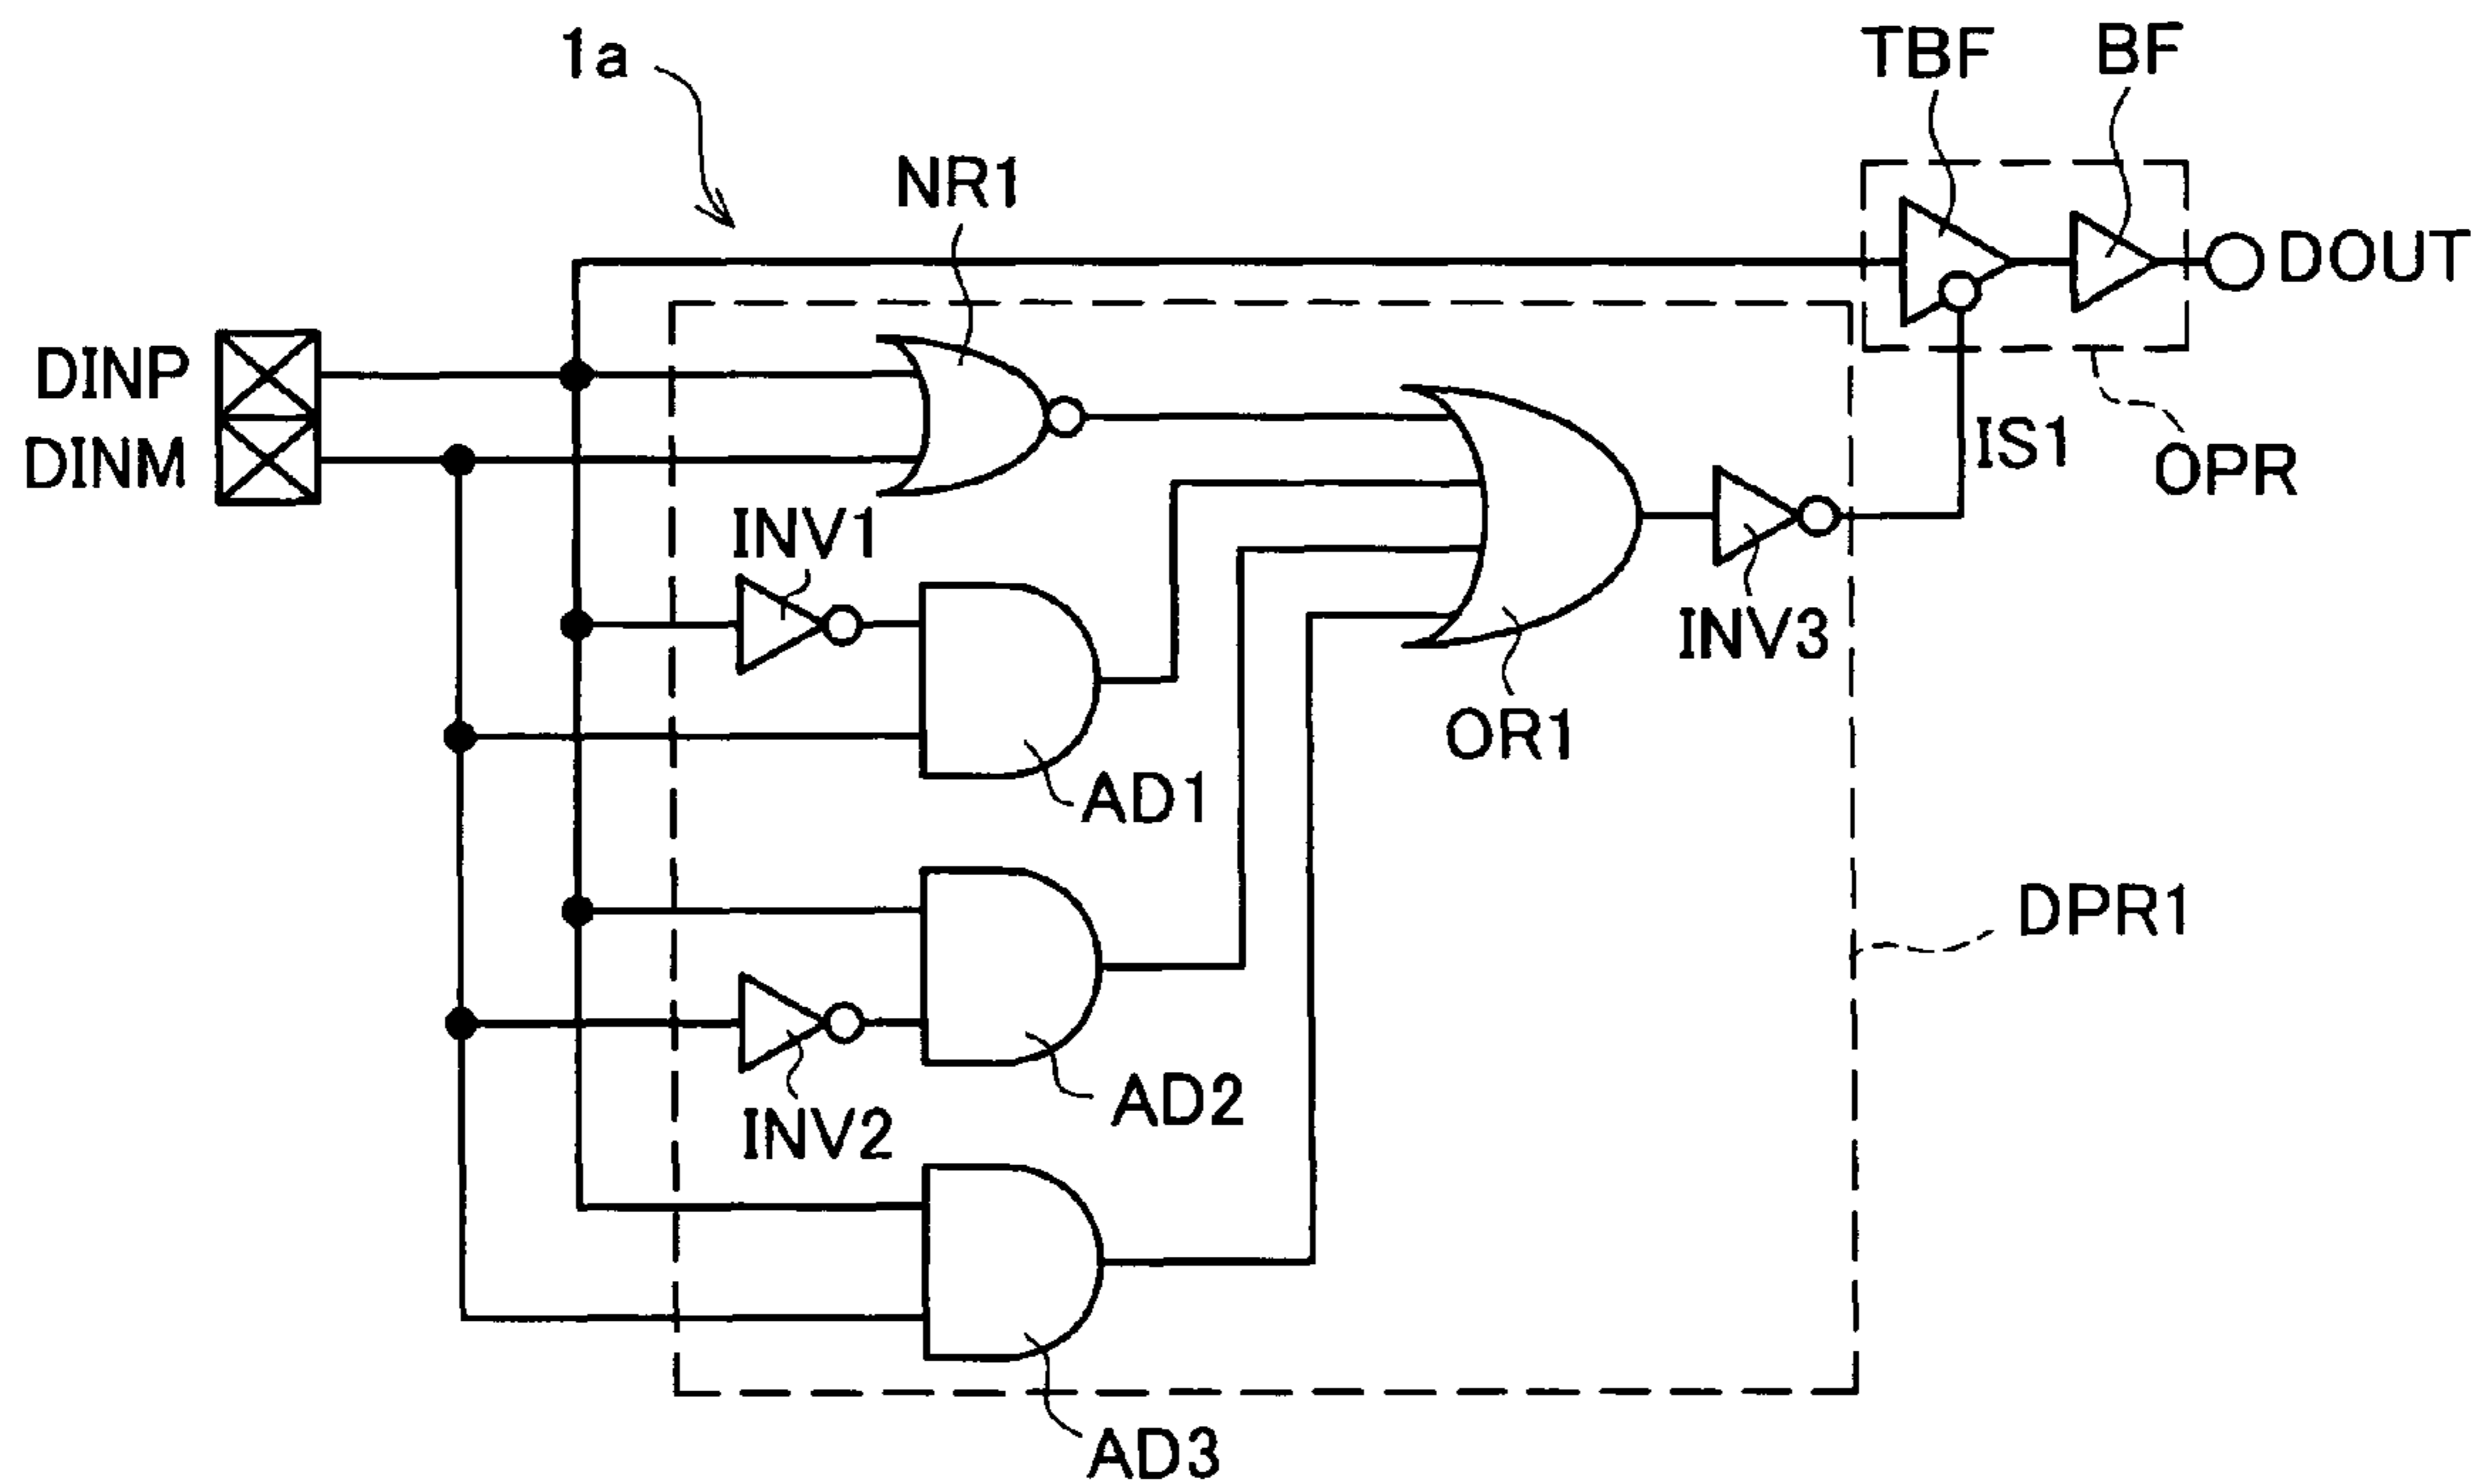 1a
TBF
BF
NR1
DOUT
DINP
DINM
IS1
OPR
INV1
INV3
OR1
AD1
DPR1
AD2
INV2
AD3